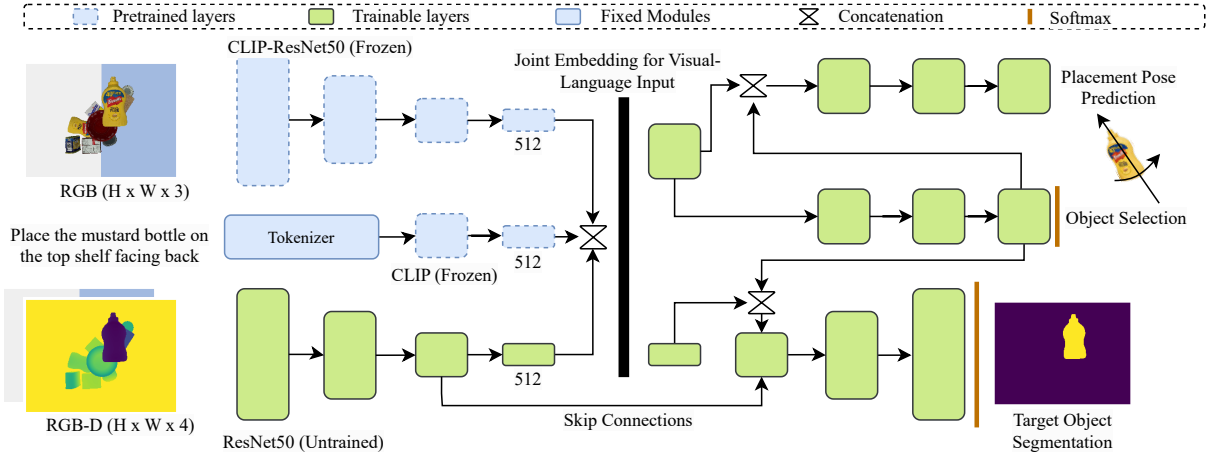 Pretrained layers
Trainable layers
Fixed Modules
Concatenation
Softmax
CLIP-ResNet50 (Frozen)
512
RGB (H x W x 3)
Joint Embedding for Visual-
Language Input
Placement Pose
Prediction
Object Selection
Place the mustard bottle on
the top shelf facing back
Tokenizer
CLIP (Frozen)
512
512
RGB-D (H x W x 4)
ResNet50 (Untrained)
Skip Connections
Target Object
Segmentation